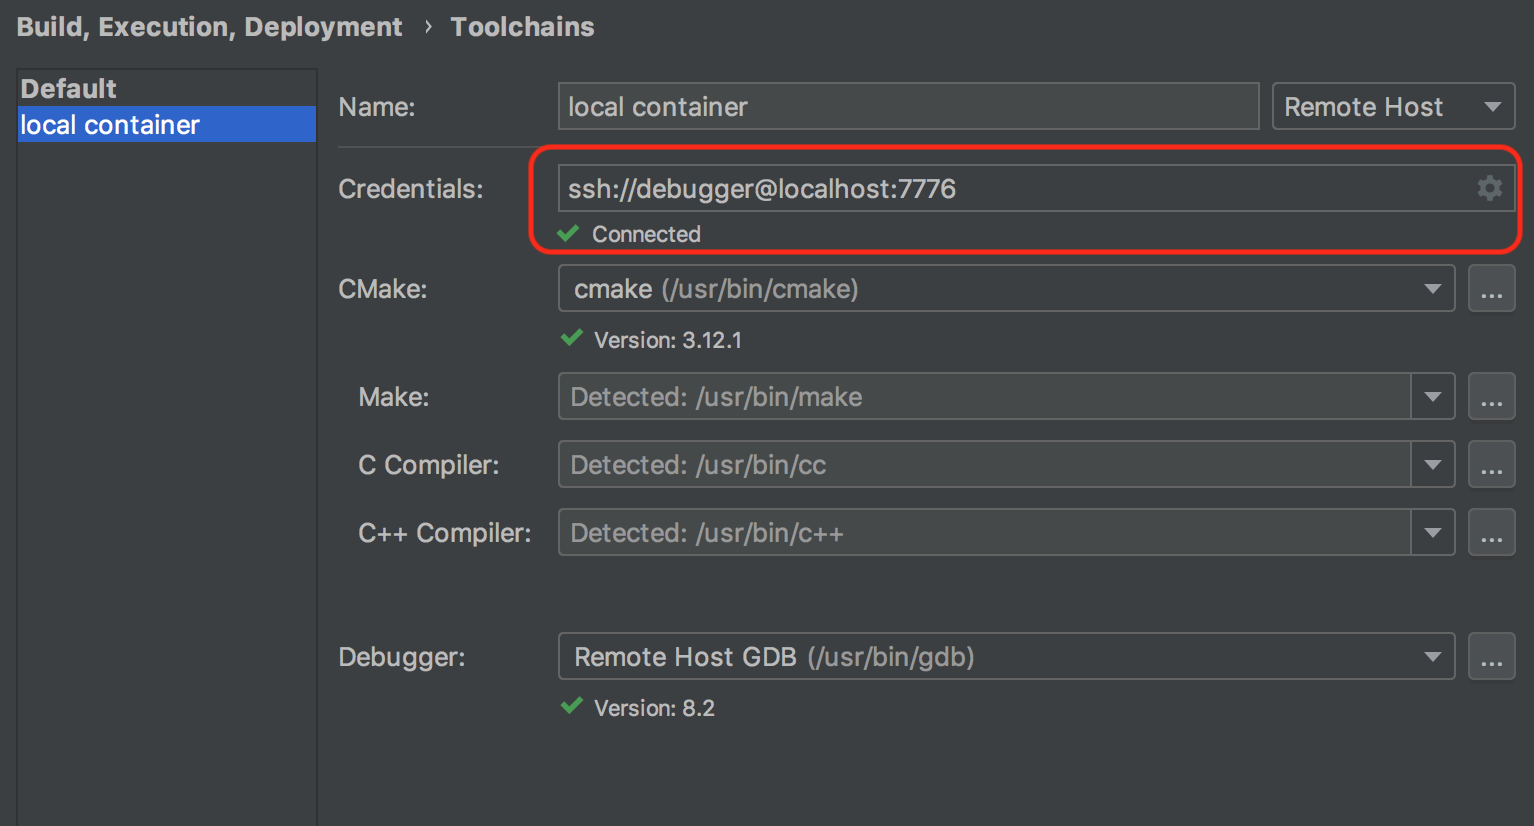 Build, Execution, Deployment › Toolchains
Default
local container
Name: local container Remote Host
Credentials: ssh://debugger@localhost:7776
Connected
CMake: cmake (/usr/bin/cmake) ...
Version: 3.12.1
Make: Detected: /usr/bin/make ...
C Compiler: Detected: /usr/bin/cc ...
C++ Compiler: Detected: /usr/bin/c++ ...
Debugger: Remote Host GDB (/usr/bin/gdb) ...
Version: 8.2